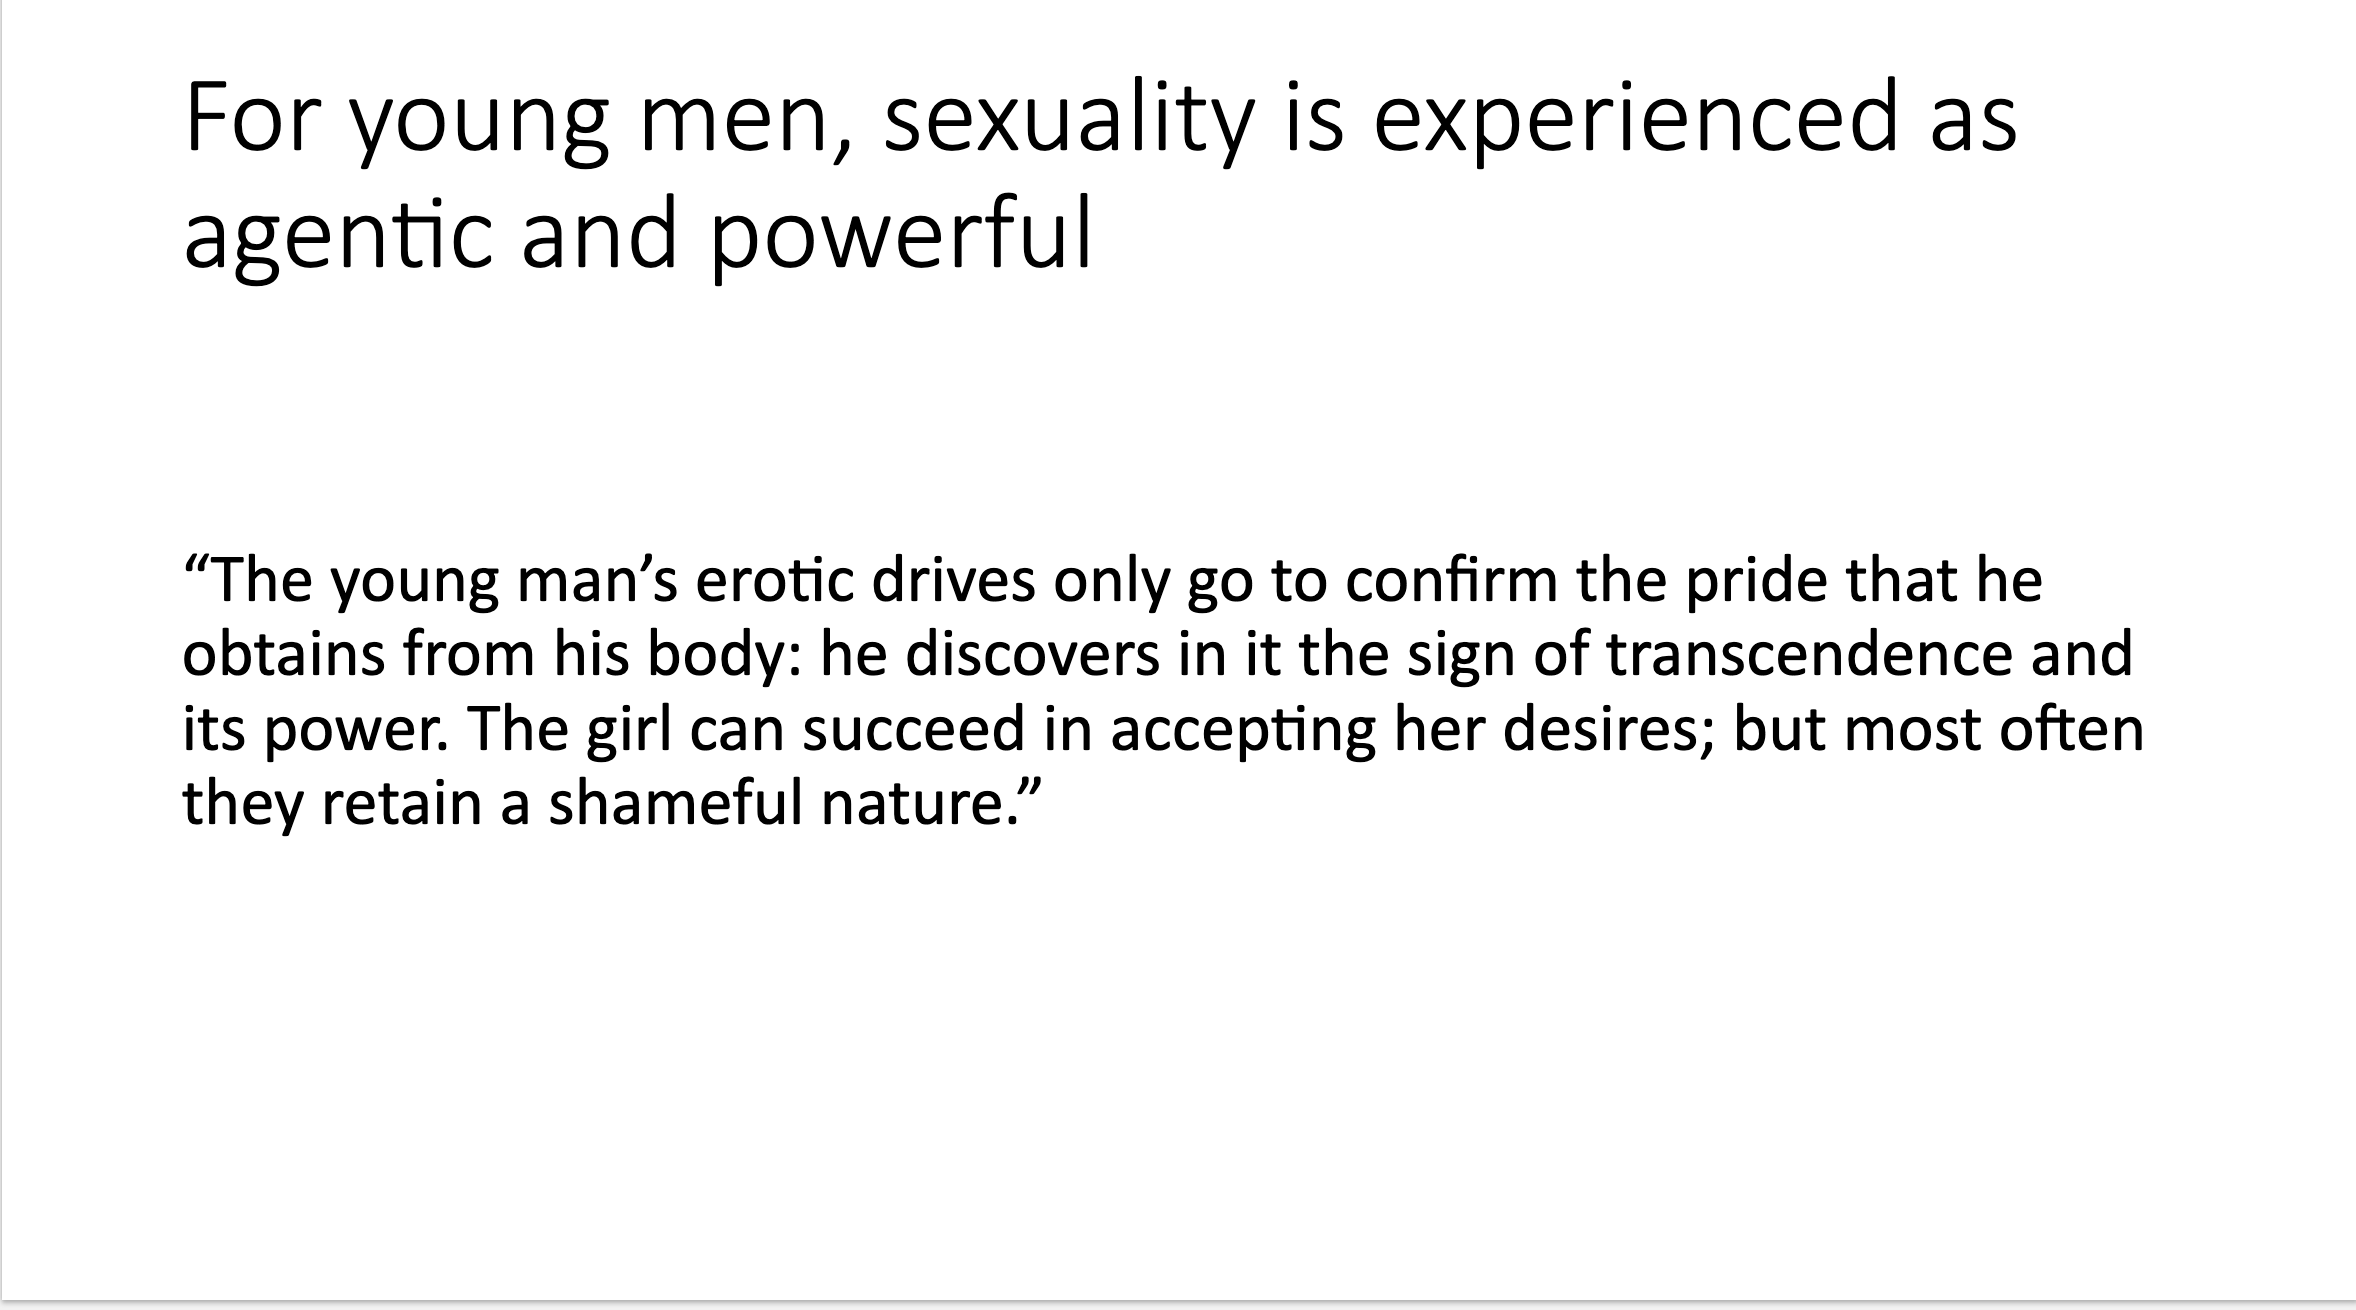 For young men, sexuality is experienced as
agentic and powerful
“The young man’s erotic drives only go to confirm the pride that he
obtains from his body: he discovers in it the sign of transcendence and
its power. The girl can succeed in accepting her desires; but most often
they retain a shameful nature.”